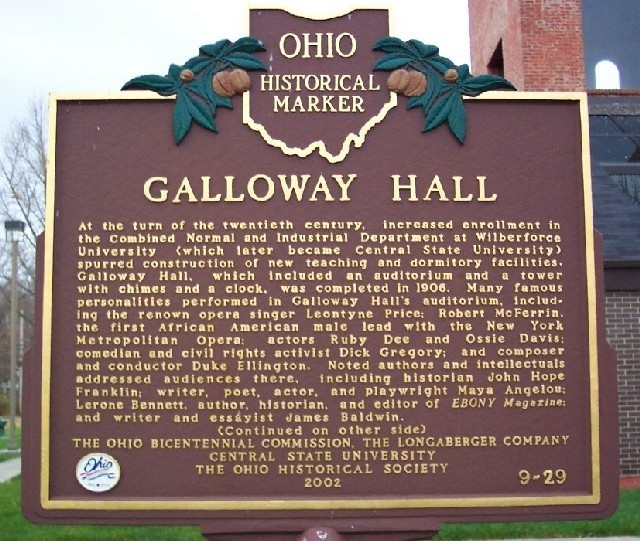 OHIO
HISTORICAL
MARKER
GALLOWAY HALL
At the turn of the twentieth century, increased enrollment in
the Combined Normal and Industrial Department at Wilberforce
University (which later became Central State University)
spurred construction of new teaching and dormitory facilities.
Galloway Hall, which included an auditorium and a tower
with chimes and a clock, was completed in 1906. Many famous
personalities performed in Galloway Hall's auditorium, includ-
ing the renown opera singer Leontyne Price; Robert McFerrin,
the first African American male lead with the New York
Metropolitan Opera; actors Ruby Dee and Ossie Davis;
comedian and civil rights activist Dick Gregory; and composer
and conductor Duke Ellington. Noted authors and intellectuals
addressed audiences there, including historian John Hope
Franklin; writer, poet, actor, and playwright Maya Angelou;
Lerone Bennett, author, historian, and editor of EBONY Magazine;
and writer and essayist James Baldwin.
(Continued on other side)
THE OHIO BICENTENNIAL COMMISSION, THE LONGABERGER COMPANY
CENTRAL STATE UNIVERSITY
THE OHIO HISTORICAL SOCIETY
2002
9-29
Ohio